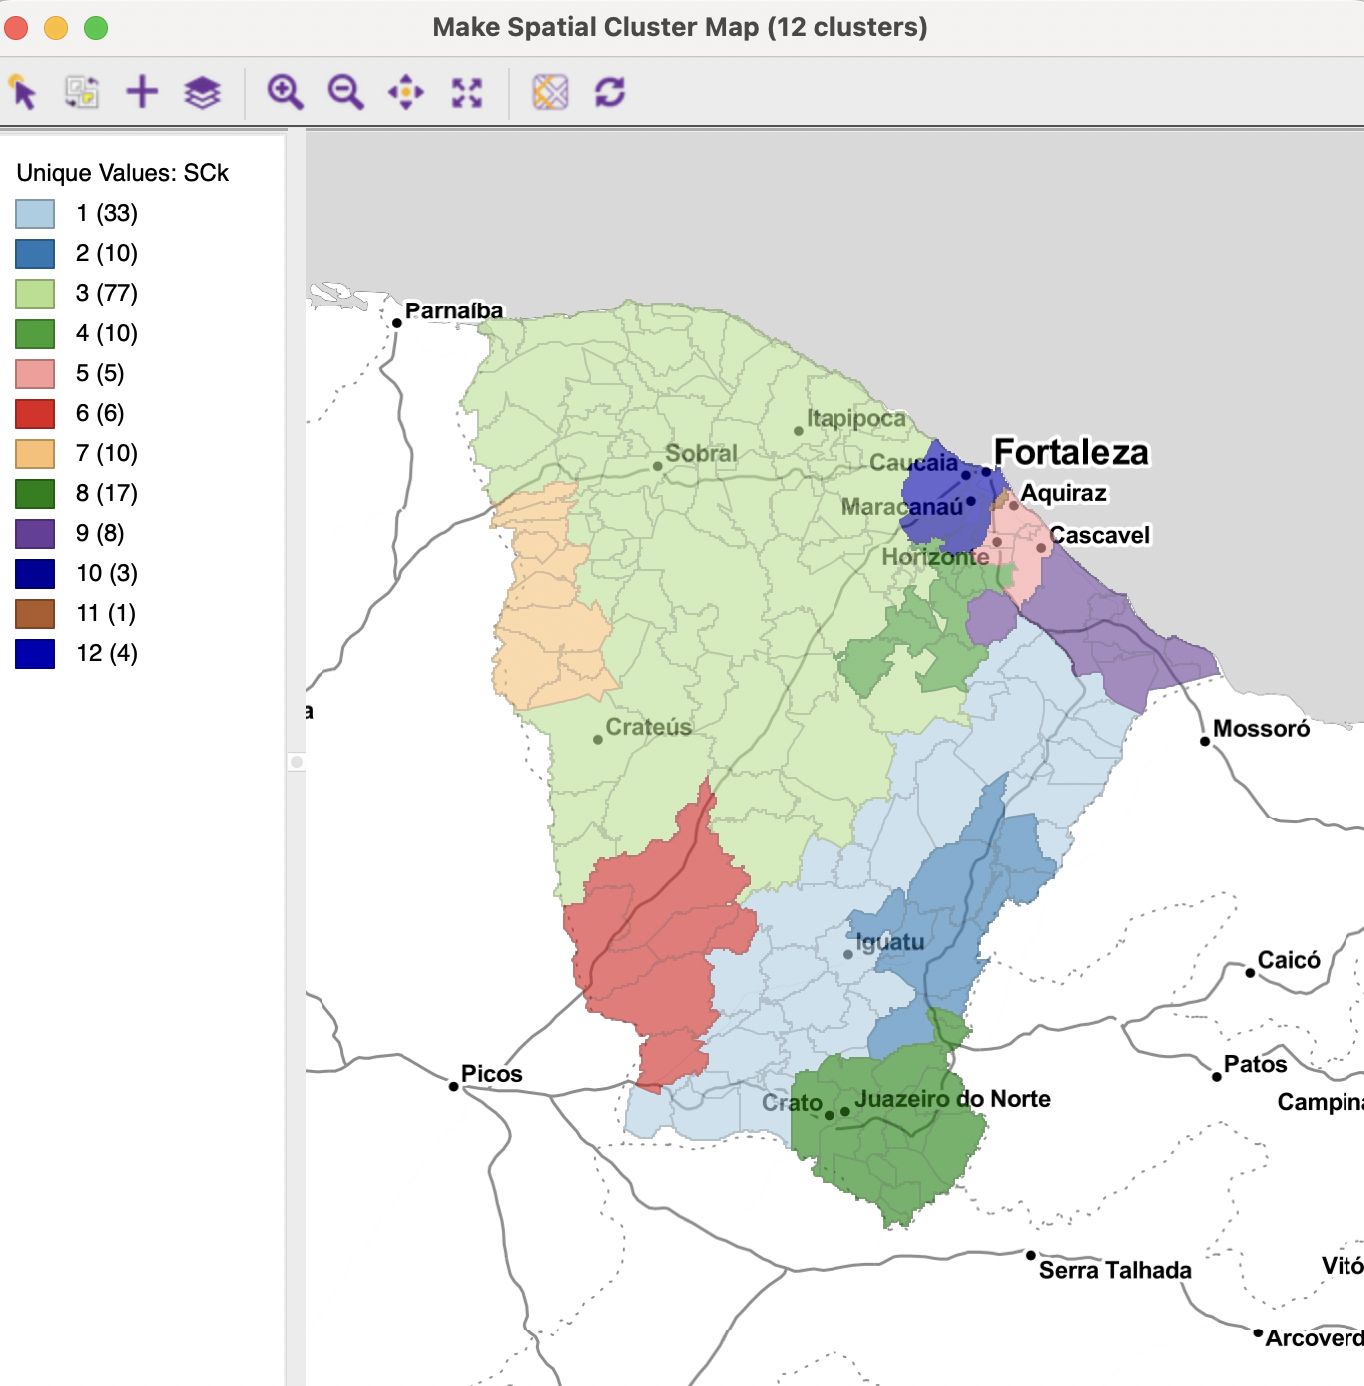 Make Spatial Cluster Map (12 clusters)
Unique Values: SCk
1 (33)
2 (10)
3 (77)
4 (10)
5 (5)
6 (6)
7 (10)
8 (17)
9 (8)
10 (3)
11 (1)
12 (4)
Parnaíba
Itapipoca
Sobral
Fortaleza
Caucaia
Aquiraz
Maracanaú
Cascavel
Horizonte
a
Crateús
Mossoró
Iguatu
Caicó
Picos
Patos
Crato
Juazeiro do Norte
Campina
Serra Talhada
Vitó
Arcoverd